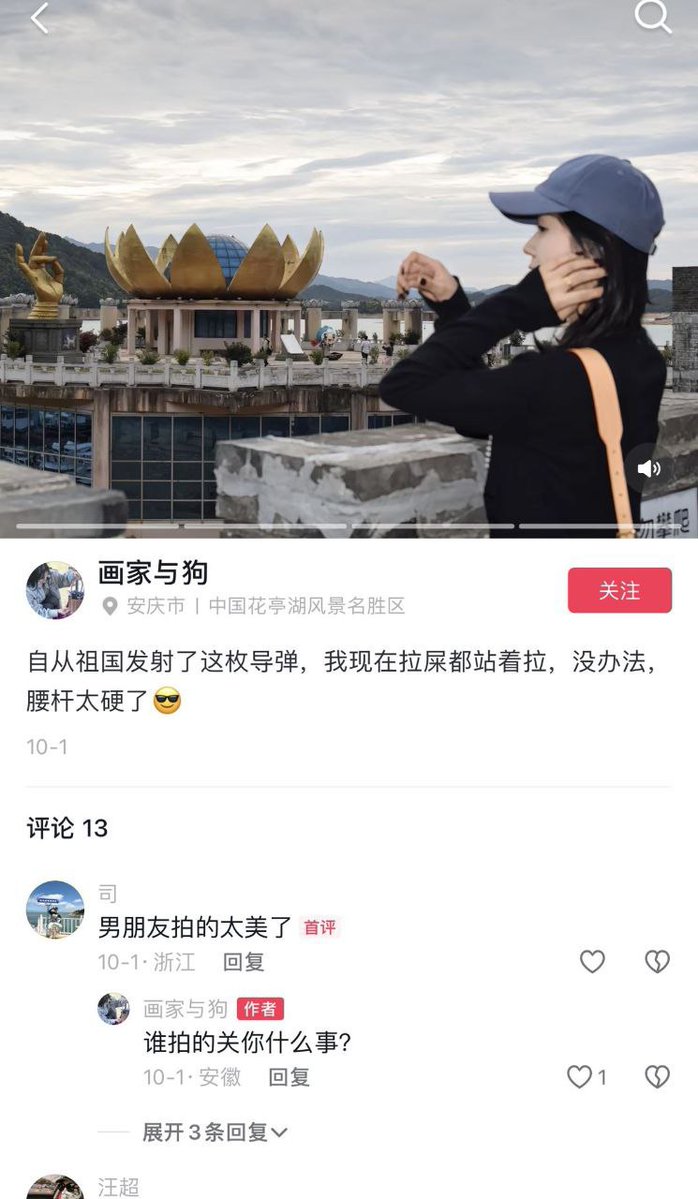 勿攀爬
画家与狗
安庆市 | 中国花亭湖风景名胜区
关注
自从祖国发射了这枚导弹，我现在拉屎都站着拉，没办法，
腰杆太硬了😎
10-1
评论 13
司
男朋友拍的太美了 首评
10-1· 浙江 回复
画家与狗 作者
谁拍的关你什么事?
10-1· 安徽 回复 1
展开3条回复
汪超